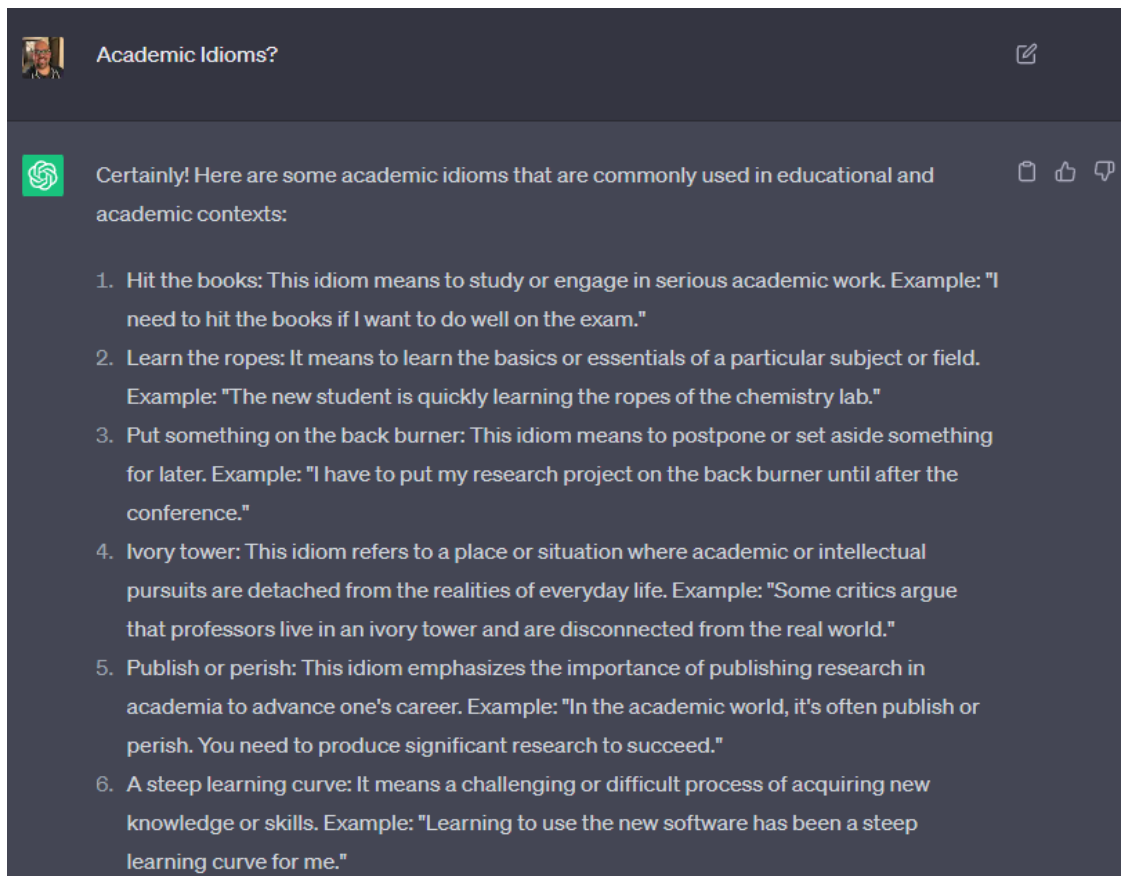 Academic Idioms?
Certainly! Here are some academic idioms that are commonly used in educational and
academic contexts:
1. Hit the books: This idiom means to study or engage in serious academic work. Example: "I
need to hit the books if I want to do well on the exam."
2. Learn the ropes: It means to learn the basics or essentials of a particular subject or field.
Example: "The new student is quickly learning the ropes of the chemistry lab."
3. Put something on the back burner: This idiom means to postpone or set aside something
for later. Example: "I have to put my research project on the back burner until after the
conference."
4. Ivory tower: This idiom refers to a place or situation where academic or intellectual
pursuits are detached from the realities of everyday life. Example: "Some critics argue
that professors live in an ivory tower and are disconnected from the real world."
5. Publish or perish: This idiom emphasizes the importance of publishing research in
academia to advance one's career. Example: "In the academic world, it's often publish or
perish. You need to produce significant research to succeed."
6. A steep learning curve: It means a challenging or difficult process of acquiring new
knowledge or skills. Example: "Learning to use the new software has been a steep
learning curve for me."